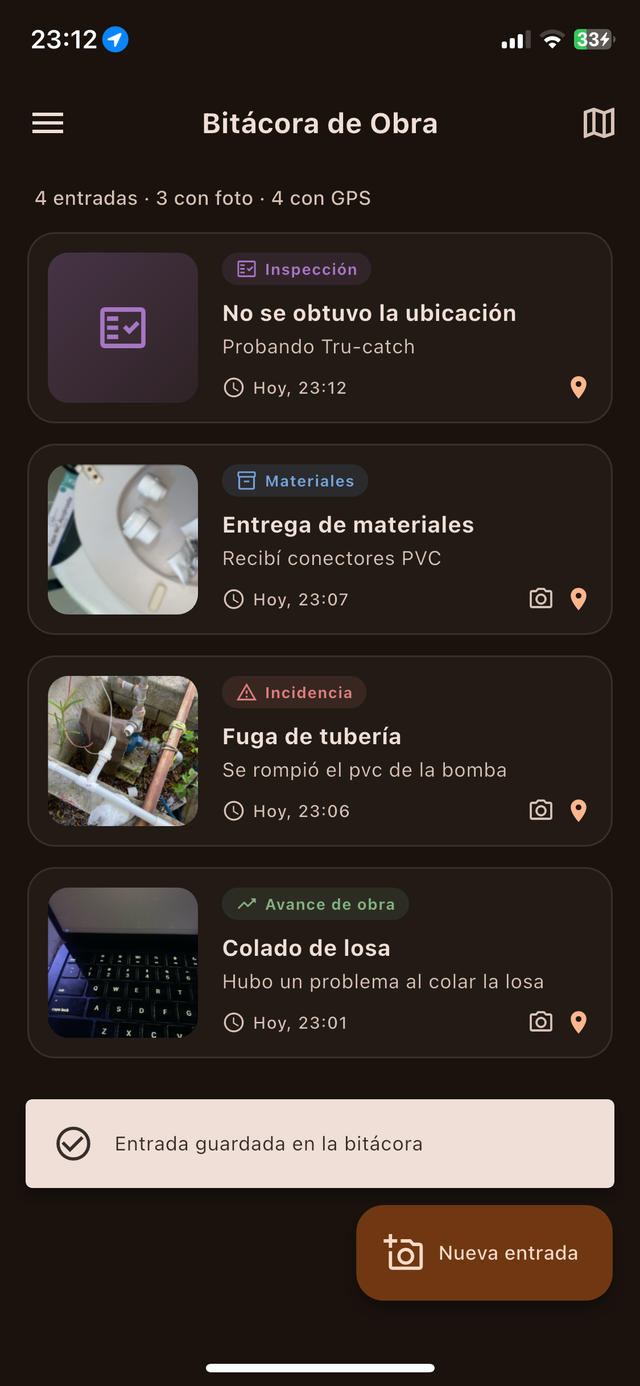 23:12
33
Bitácora de Obra
4 entradas · 3 con foto · 4 con GPS
Inspección
No se obtuvo la ubicación
Probando Tru-catch
Hoy, 23:12
Materiales
Entrega de materiales
Recibí conectores PVC
Hoy, 23:07
Incidencia
Fuga de tubería
Se rompió el pvc de la bomba
Hoy, 23:06
Avance de obra
Colado de losa
Hubo un problema al colar la losa
Hoy, 23:01
Q W E R T
caps lock A S D F G
Z X C V
Entrada guardada en la bitácora
Nueva entrada